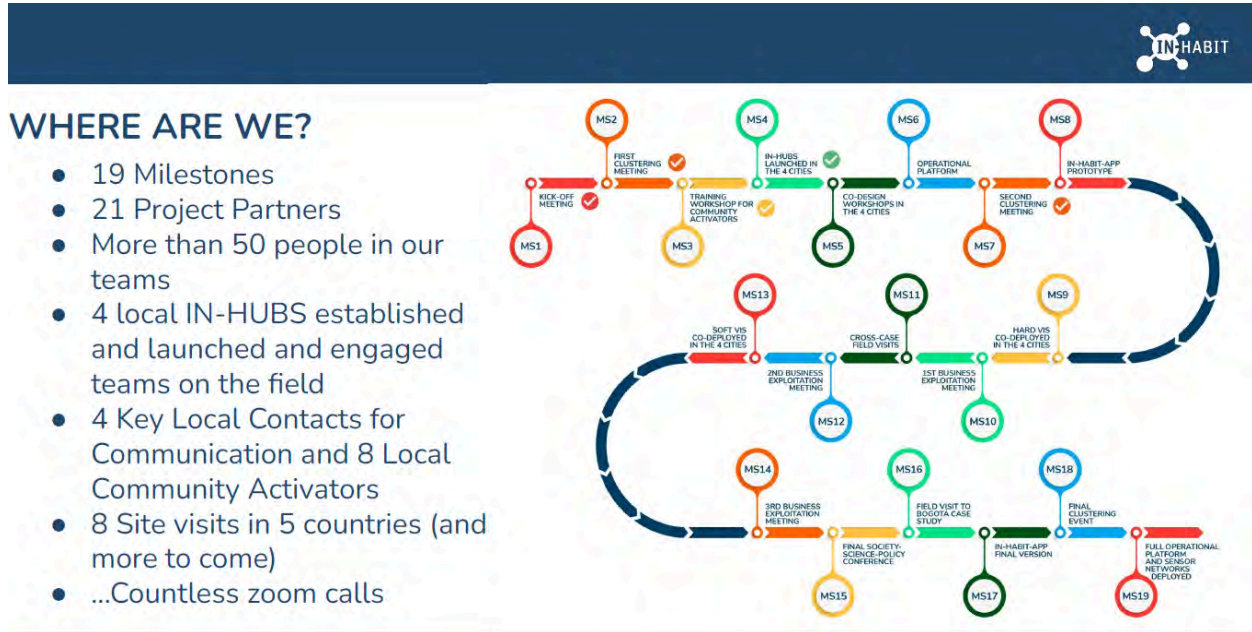 IN-HABIT
WHERE ARE WE?
● 19 Milestones
● 21 Project Partners
● More than 50 people in our
teams
● 4 local IN-HUBS established
and launched and engaged
teams on the field
● 4 Key Local Contacts for
Communication and 8 Local
Community Activators
● 8 Site visits in 5 countries (and
more to come)
● ...Countless zoom calls
MS1
KICK-OFF
MEETING
MS2
FIRST
CLUSTERING
MEETING
MS3
TRAINING
WORKSHOP FOR
COMMUNITY
ACTIVATORS
MS4
IN-HUBS
LAUNCHED IN
THE 4 CITIES
MS5
CO-DESIGN
WORKSHOPS IN
THE 4 CITIES
MS6
OPERATIONAL
PLATFORM
MS7
SECOND
CLUSTERING
MEETING
MS8
IN-HABIT-APP
PROTOTYPE
MS9
HARD VIS
CO-DEPLOYED
IN THE 4 CITIES
MS10
1ST BUSINESS
EXPLOITATION
MEETING
MS11
CROSS-CASE
FIELD VISITS
MS12
2ND BUSINESS
EXPLOITATION
MEETING
MS13
SOFT VIS
CO-DEPLOYED
IN THE 4 CITIES
MS14
3RD BUSINESS
EXPLOITATION
MEETING
MS15
FINAL SOCIETY-
SCIENCE-POLICY
CONFERENCE
MS16
FIELD VISIT TO
BOGOTA CASE
STUDY
MS17
IN-HABIT-APP
FINAL VERSION
MS18
FINAL
CLUSTERING
EVENT
MS19
FULL OPERATIONAL
PLATFORM
AND SENSOR
NETWORKS
DEPLOYED